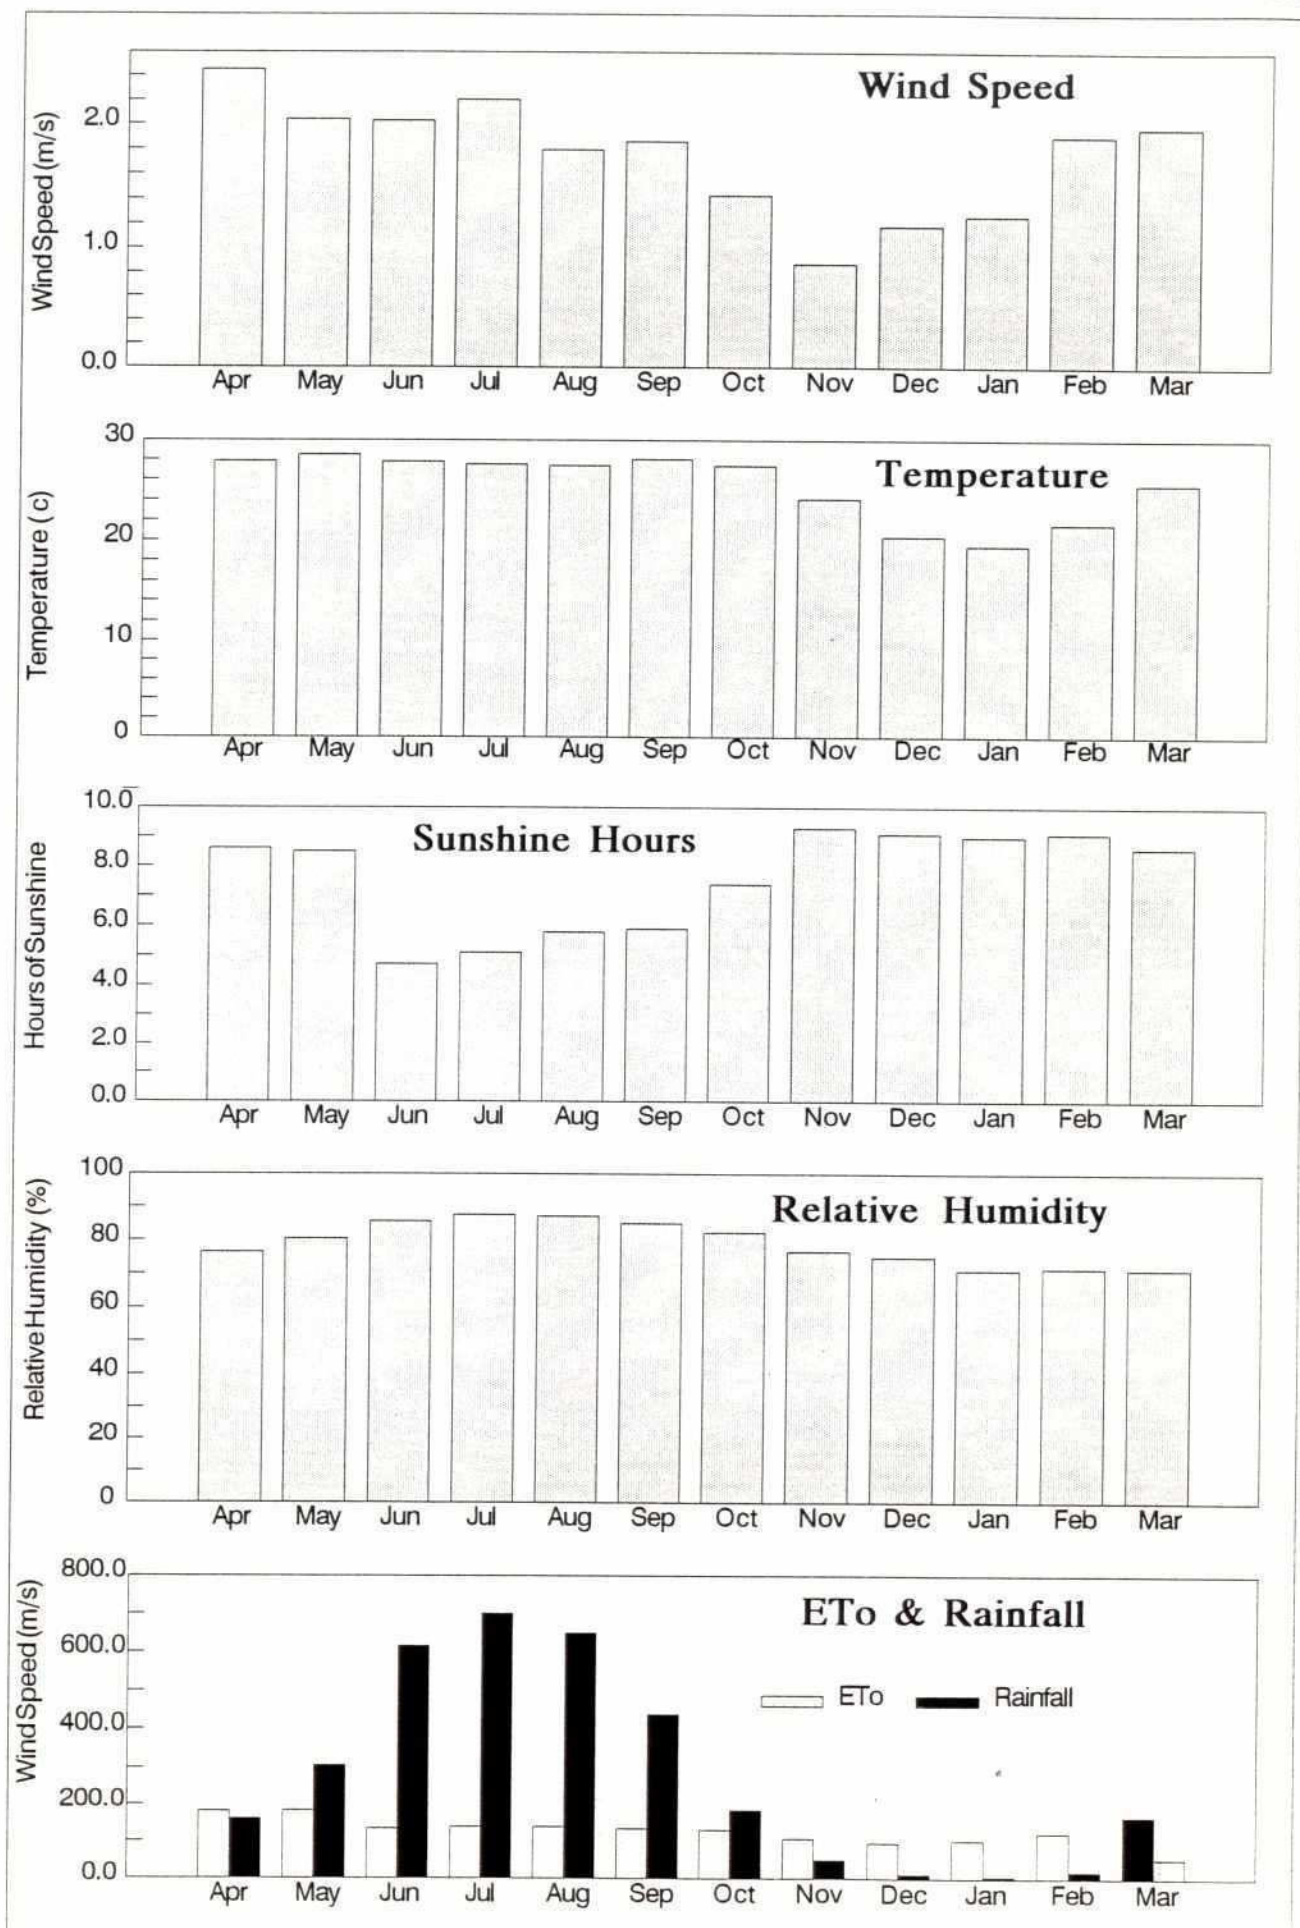 Wind Speed
WindSpeed (m/s)
2.0
1.0
0.0
Apr May Jun Jul Aug Sep Oct Nov Dec Jan Feb Mar
Temperature
Temperature ( c)
30
20
10
0
Apr May Jun Jul Aug Sep Oct Nov Dec Jan Feb Mar
Sunshine Hours
Hours of Sunshine
10.0
8.0
6.0
4.0
2.0
0.0
Apr May Jun Jul Aug Sep Oct Nov Dec Jan Feb Mar
Relative Humidity
Relative Humidity (%)
100
80
60
40
20
0
Apr May Jun Jul Aug Sep Oct Nov Dec Jan Feb Mar
ETo & Rainfall
WindSpeed (m/s)
800.0
600.0
400.0
200.0
0.0
ETo Rainfall
Apr May Jun Jul Aug Sep Oct Nov Dec Jan Feb Mar